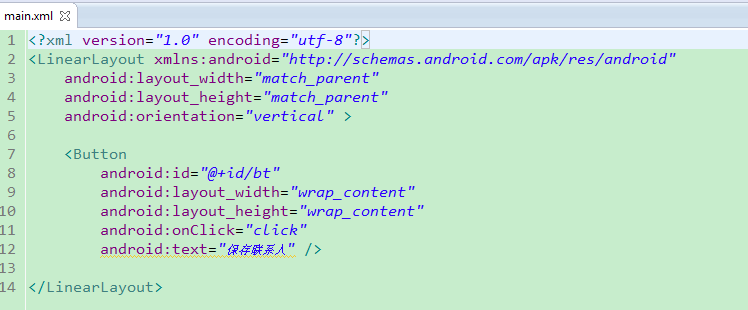 main.xml
1 <?xml version="1.0" encoding="utf-8"?>
2 <LinearLayout xmlns:android="http://schemas.android.com/apk/res/android"
3     android:layout_width="match_parent"
4     android:layout_height="match_parent"
5     android:orientation="vertical" >
6
7     <Button
8         android:id="@+id/bt"
9         android:layout_width="wrap_content"
10         android:layout_height="wrap_content"
11         android:onClick="click"
12         android:text="保存联系人" />
13
14 </LinearLayout>